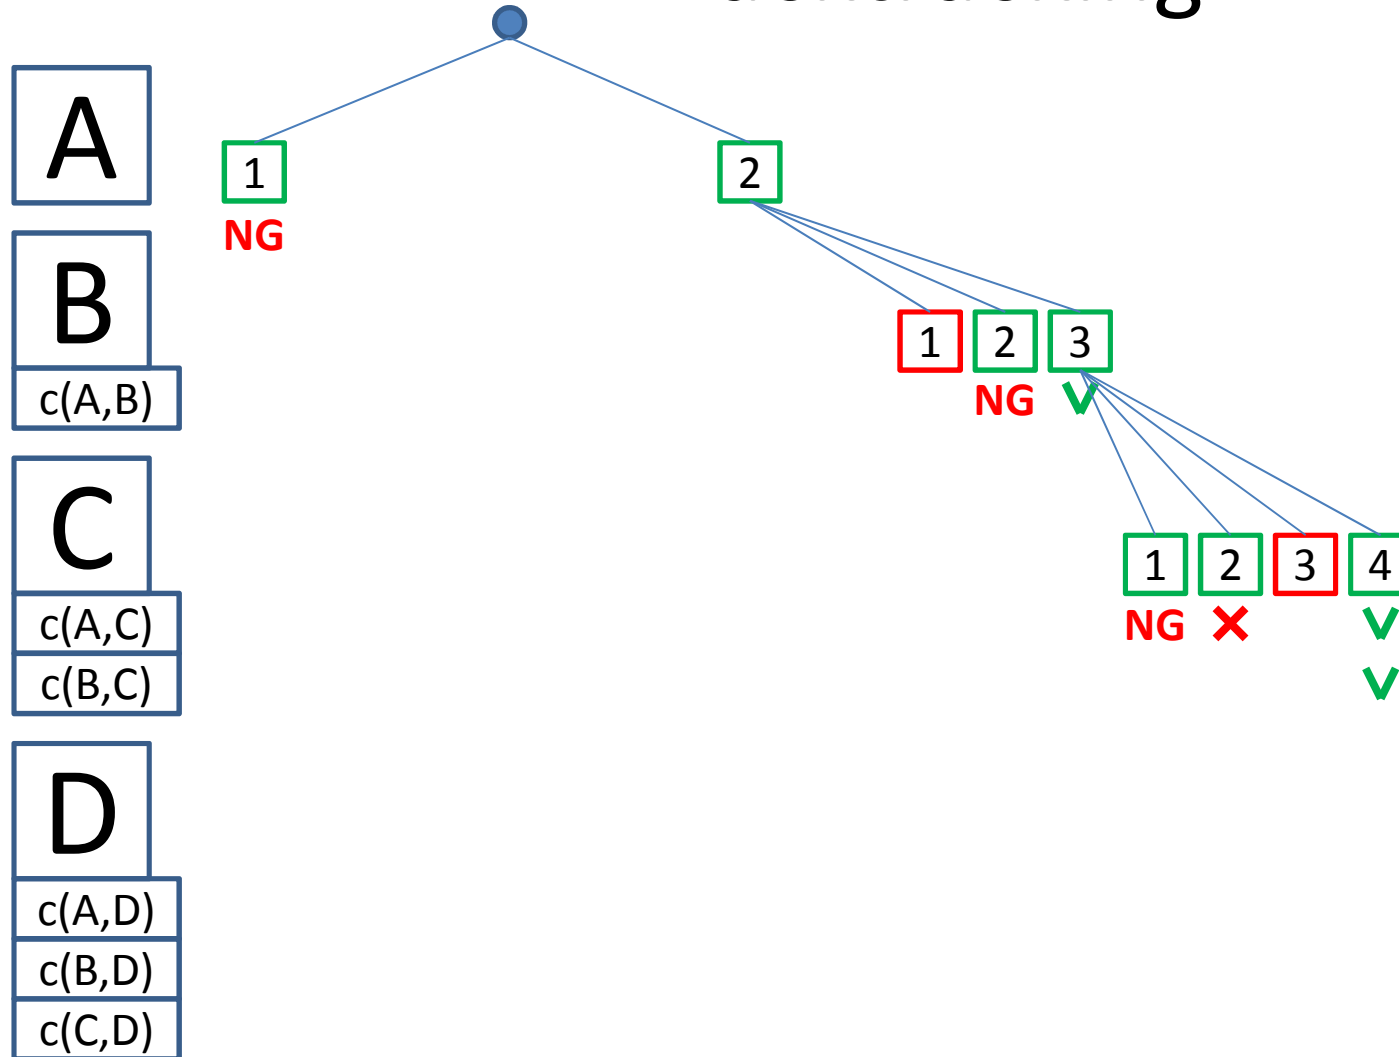 A
1 2
NG
B
1 2 3
c(A,B)
NG V
C
1 2 3 4
c(A,C)
NG X V
c(B,C)
V
D
c(A,D)
c(B,D)
c(C,D)